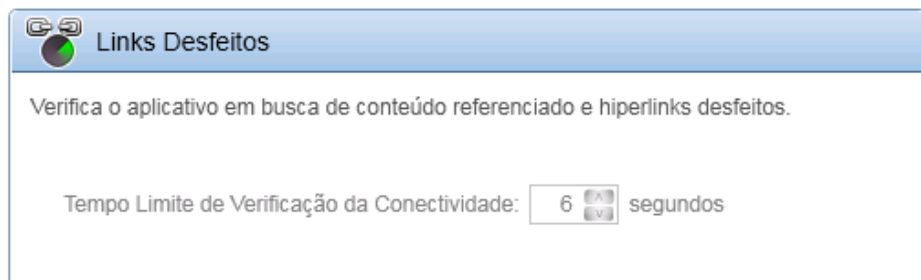 Links Desfeitos
Verifica o aplicativo em busca de conteúdo referenciado e hiperlinks desfeitos.
Tempo Limite de Verificação da Conectividade: 6 segundos